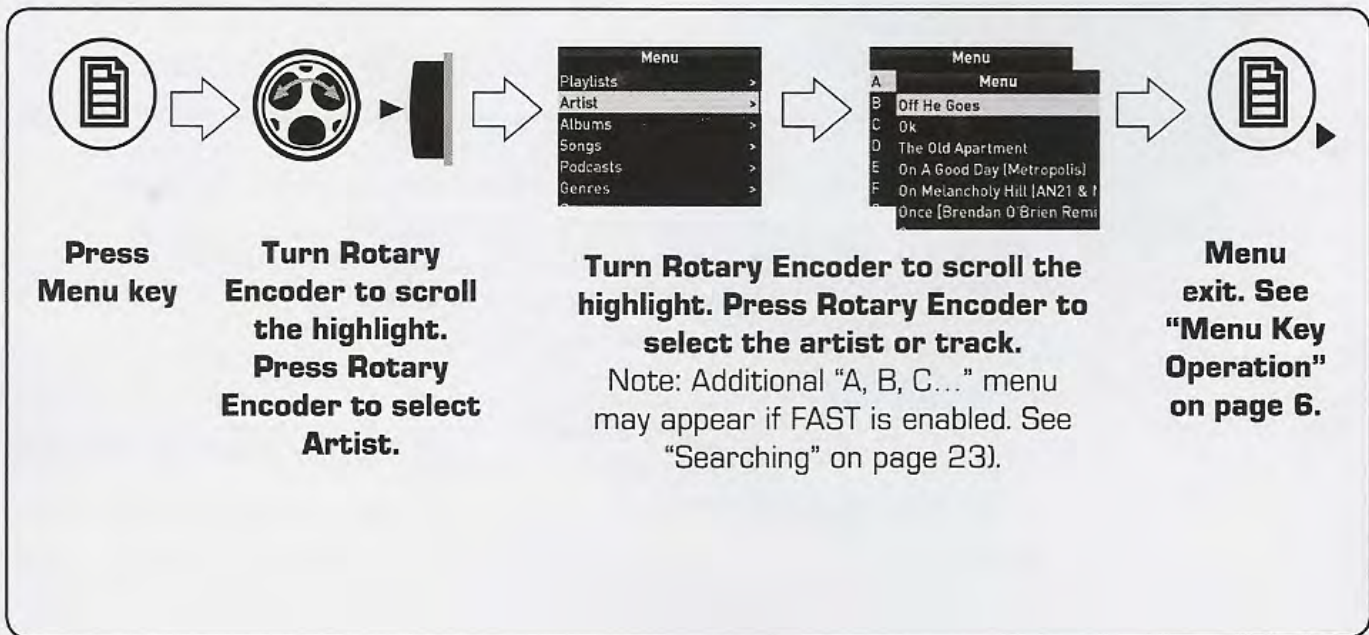 Menu
Playlists >
Artist >
Albums >
Songs >
Podcasts >
Genres >
Menu
A
B
C
D
E
F
Menu
Off He Goes
Ok
The Old Apartment
On A Good Day (Metropolis)
On Melancholy Hill (AN21 &
Once [Brendan O'Brien Remi
Press
Menu key
Turn Rotary
Encoder to scroll
the highlight.
Press Rotary
Encoder to select
Artist.
Turn Rotary Encoder to scroll the
highlight. Press Rotary Encoder to
select the artist or track.
Note: Additional “A, B, C...” menu
may appear if FAST is enabled. See
“Searching” on page 23).
Menu
exit. See
“Menu Key
Operation”
on page 6.